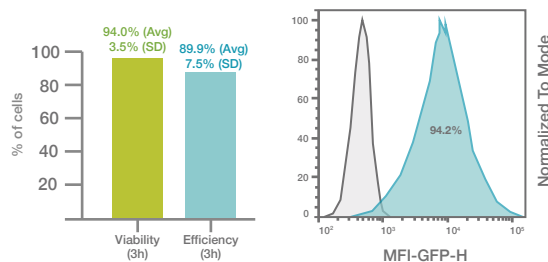 94.0% (Avg)
3.5% (SD)
89.9% (Avg)
7.5% (SD)
% of cells
100
80
60
40
20
Viability
(3h)
Efficiency
(3h)
100
80
60
40
20
0
94.2%
10²
10³
10⁴
10⁵
MFI-GFP-H
Normalized To Mode